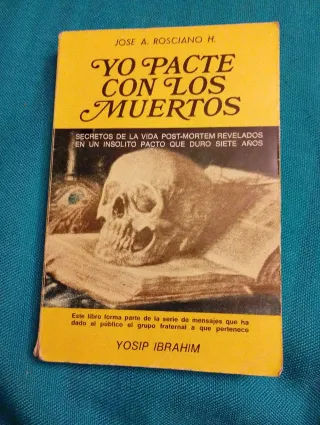 JOSE A. ROSCIANO H.
YO PACTE
CON LOS
MUERTOS
SECRETOS DE LA VIDA POST-MORTEM REVELADOS
EN UN INSOLITO PACTO QUE DURO SIETE AÑOS
Este libro forma parte de la serie de mensajes que ha
dado al público el grupo fraternal a que pertenece
YOSIP IBRAHIM